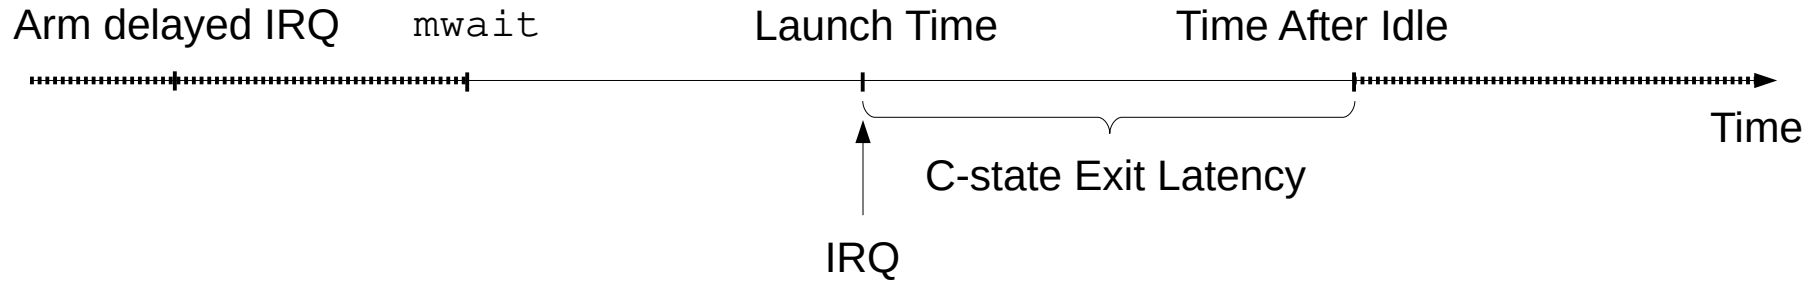 Arm delayed IRQ
mwait
Launch Time
Time After Idle
Time
C-state Exit Latency
IRQ